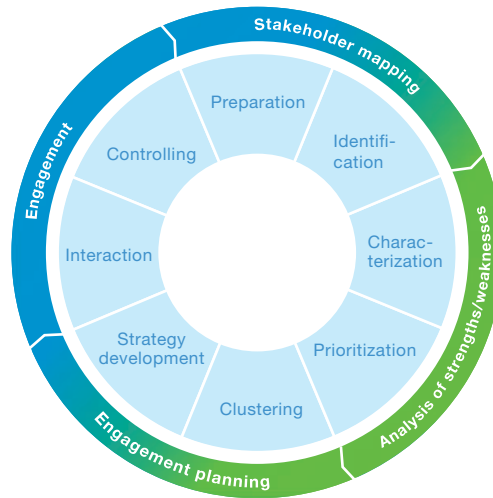 Stakeholder mapping
Analysis of strengths/weaknesses
Engagement planning
Engagement
Preparation
Identifi-
cation
Charac-
terization
Prioritization
Clustering
Strategy
development
Interaction
Controlling